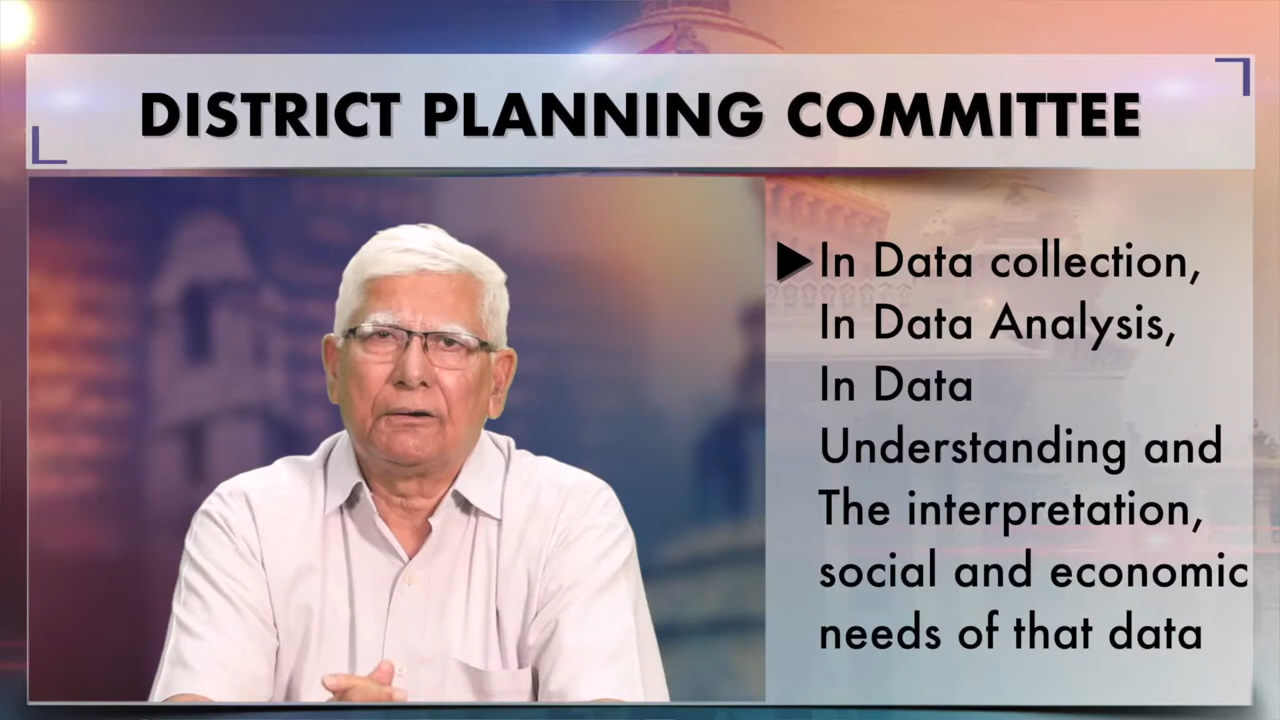 DISTRICT PLANNING COMMITTEE
In Data collection,
In Data Analysis,
In Data
Understanding and
The interpretation,
social and economic
needs of that data